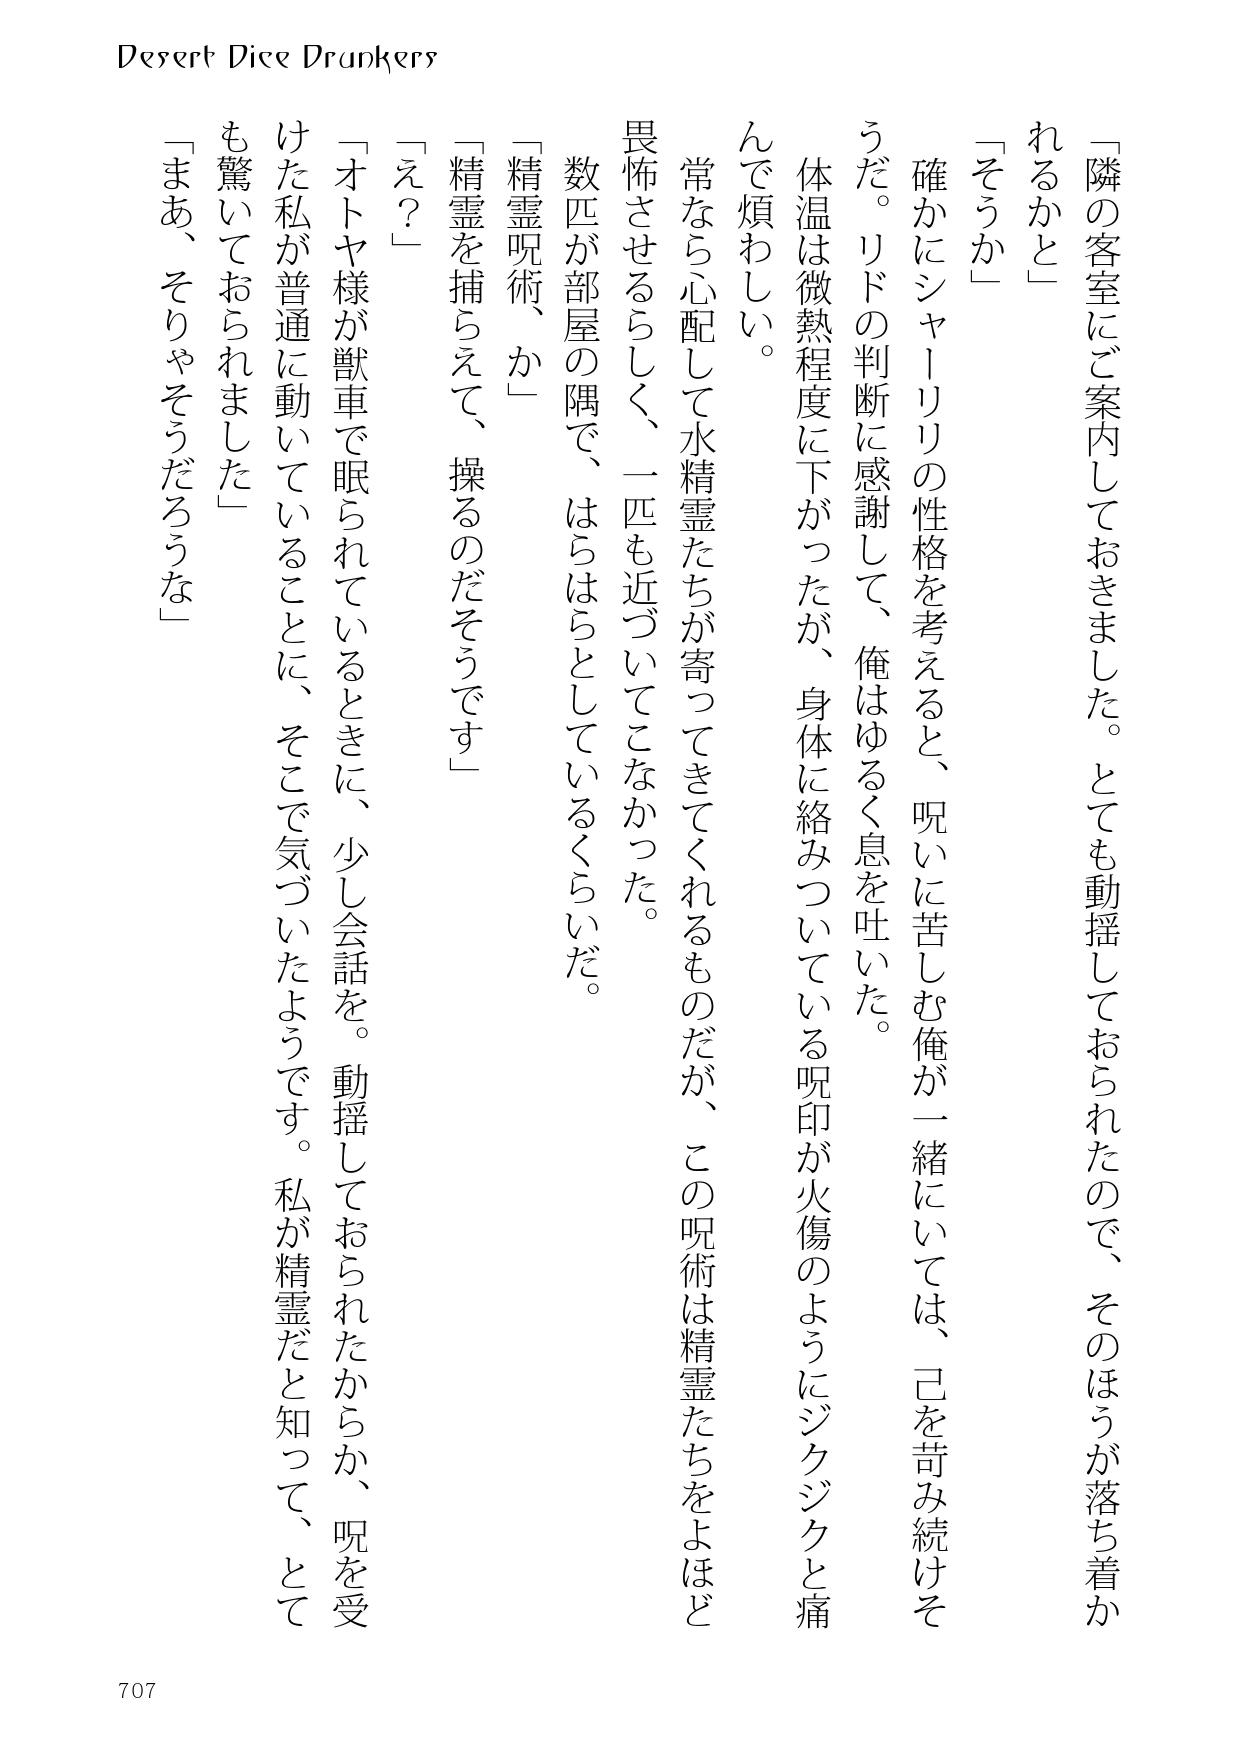 Desert Dice Drunkers
「隣の客室にご案内しておきました。とても動揺しておられたので、そのほうが落ち着か
れるかと」
「そうか」
　確かにシャーリリの性格を考えると、呪いに苦しむ俺が一緒にいては、己を苛み続けそ
うだ。リドの判断に感謝して、俺はゆるく息を吐いた。
　体温は微熱程度に下がったが、身体に絡みついている呪印が火傷のようにジクジクと痛
んで煩わしい。
　常なら心配して水精霊たちが寄ってきてくれるものだが、この呪術は精霊たちをよほど
畏怖させるらしく、一匹も近づいてこなかった。
　数匹が部屋の隅で、はらはらとしているくらいだ。
「精霊呪術、か」
「精霊を捕らえて、操るのだそうです」
「え？」
「オトヤ様が獣車で眠られているときに、少し会話を。動揺しておられたからか、呪を受
けた私が普通に動いていることに、そこで気づいたようです。私が精霊だと知って、とて
も驚いておられました」
「まあ、そりゃそうだろうな」
707